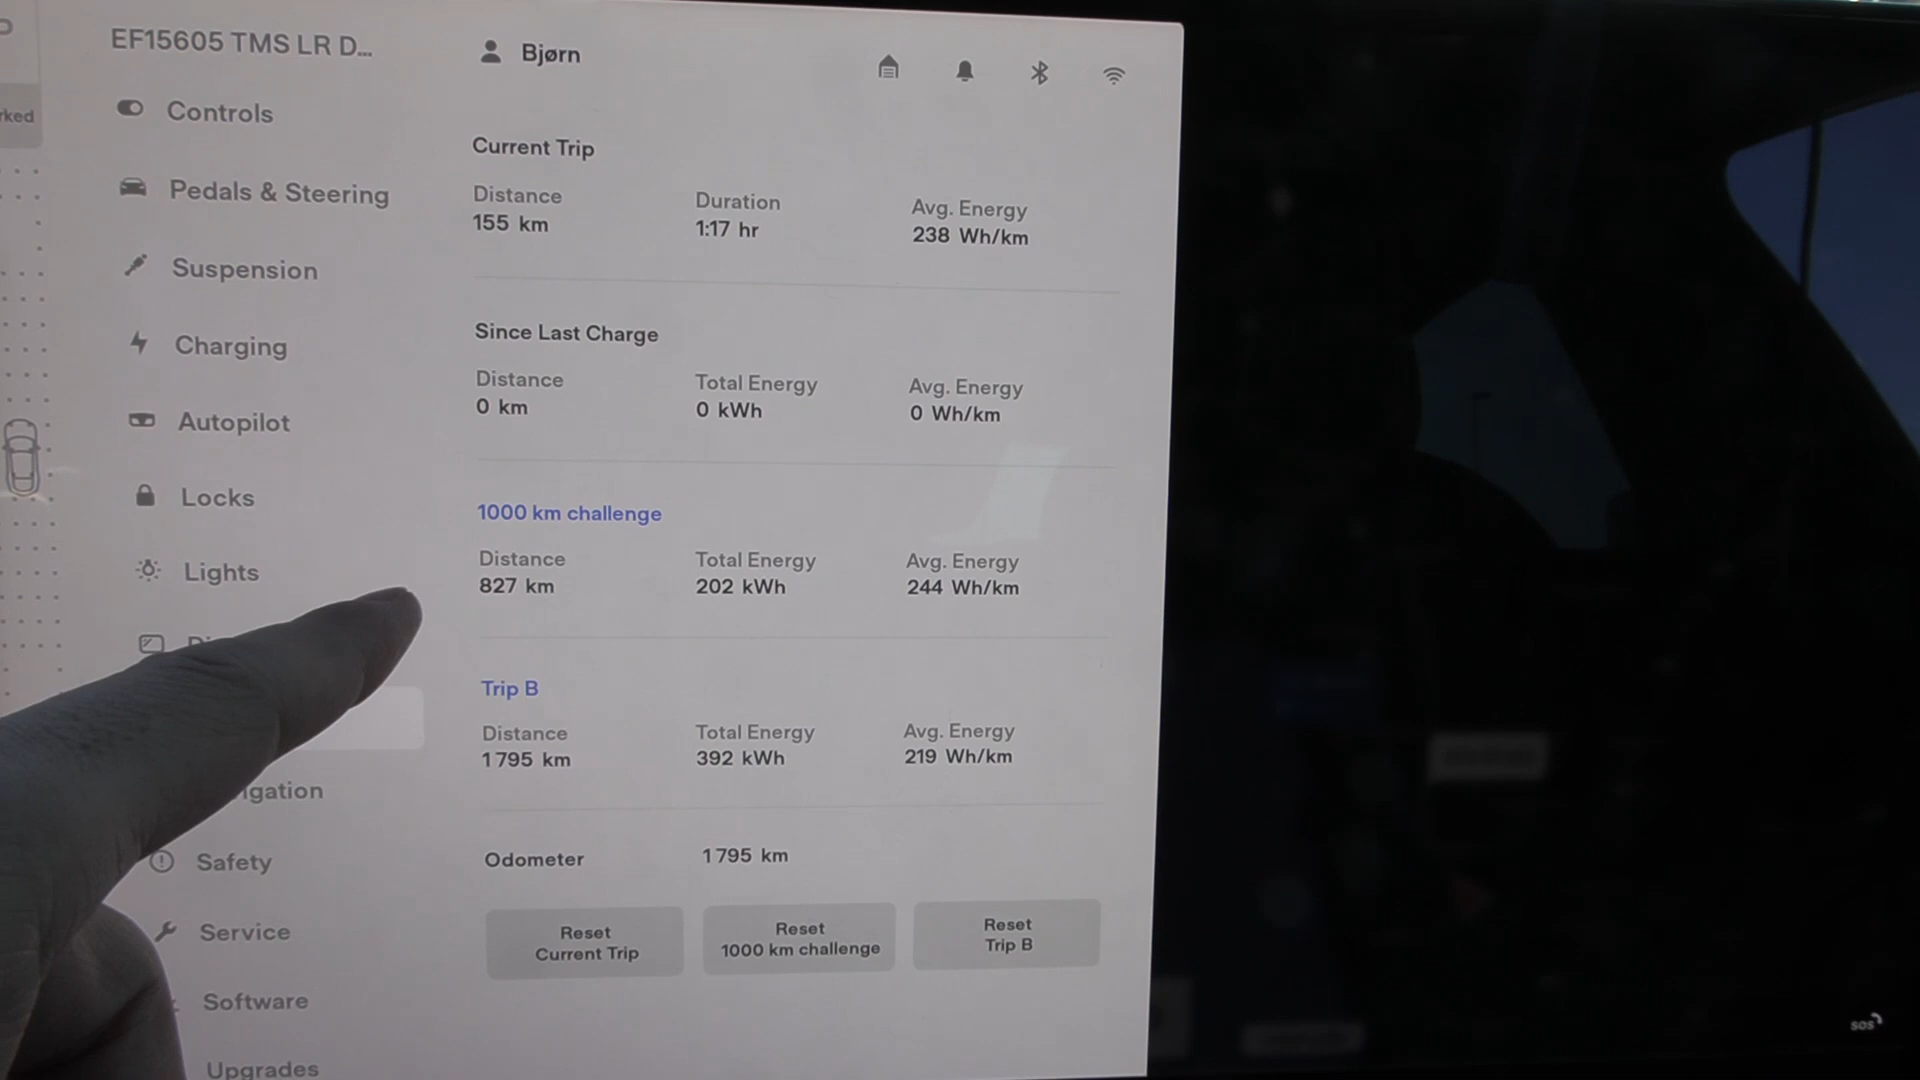 EF15605 TMS LR D...
Bjørn
rked
Controls
Pedals & Steering
Suspension
Charging
Autopilot
Locks
Lights
igation
Safety
Service
Software
Upgrades
Current Trip
Distance
155 km
Duration
1:17 hr
Avg. Energy
238 Wh/km
Since Last Charge
Distance
0 km
Total Energy
0 kWh
Avg. Energy
0 Wh/km
1000 km challenge
Distance
827 km
Total Energy
202 kWh
Avg. Energy
244 Wh/km
Trip B
Distance
1795 km
Total Energy
392 kWh
Avg. Energy
219 Wh/km
Odometer
1795 km
Reset
Current Trip
Reset
1000 km challenge
Reset
Trip B
sos